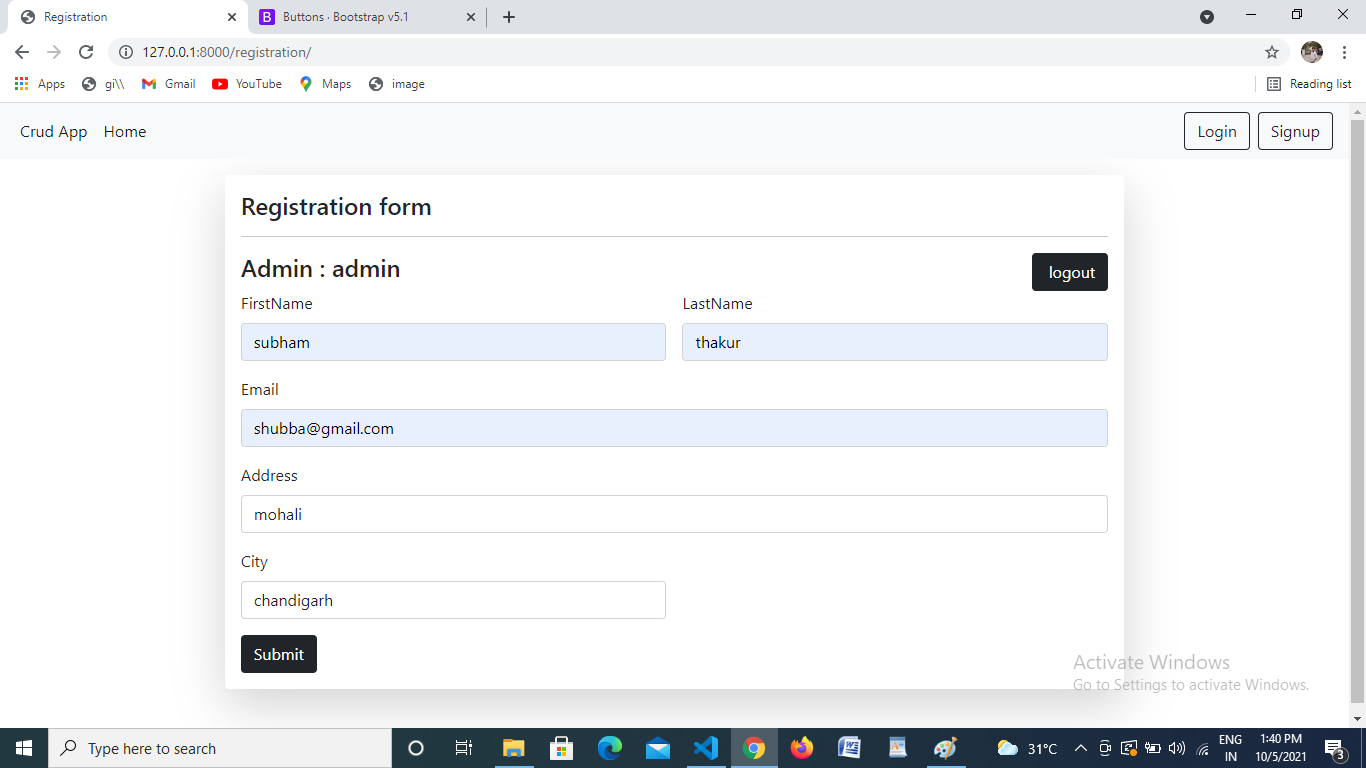 Registration
Buttons · Bootstrap v5.1
127.0.0.1:8000/registration/
Apps gi\\ Gmail YouTube Maps image Reading list
Crud App Home Login Signup
Registration form
Admin : admin logout
FirstName LastName
subham thakur
Email
shubba@gmail.com
Address
mohali
City
chandigarh
Submit
Activate Windows
Go to Settings to activate Windows.
Type here to search 31°C ENG 1:40 PM
IN 10/5/2021 3